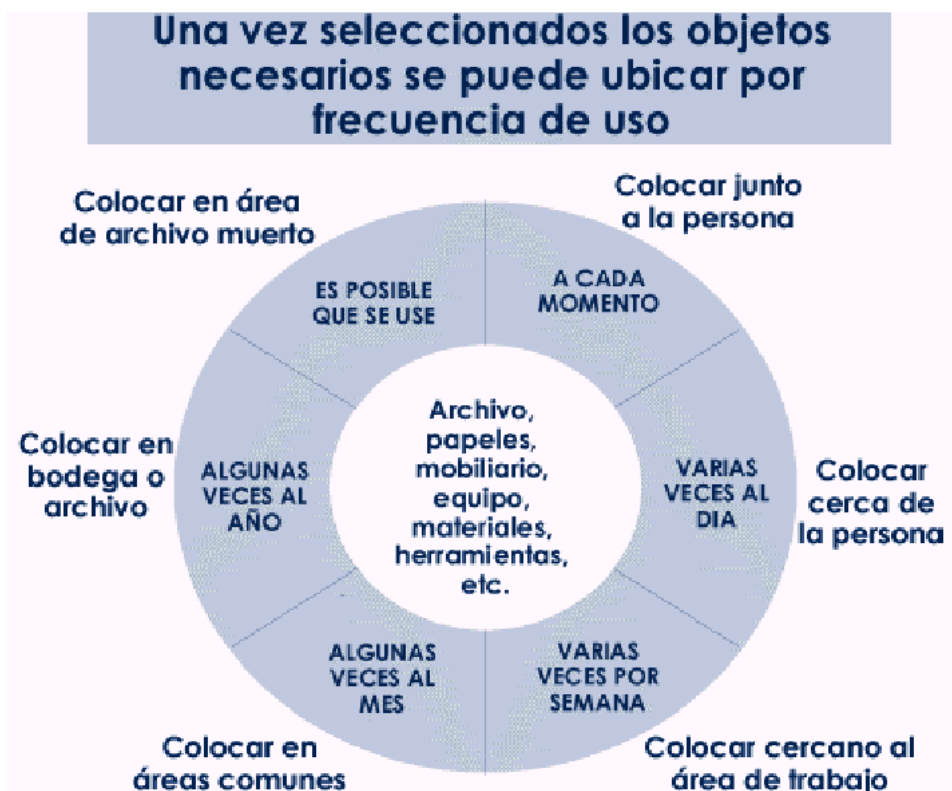 Una vez seleccionados los objetos
necesarios se puede ubicar por
frecuencia de uso
Colocar junto
a la persona
A CADA
MOMENTO
Colocar
cerca de
la persona
VARIAS
VECES AL
DIA
Colocar cercano al
área de trabajo
VARIAS
VECES POR
SEMANA
Colocar en
áreas comunes
ALGUNAS
VECES AL
MES
Colocar en
bodega o
archivo
ALGUNAS
VECES AL
AÑO
Colocar en área
de archivo muerto
ES POSIBLE
QUE SE USE
Archivo,
papeles,
mobiliario,
equipo,
materiales,
herramientas,
etc.